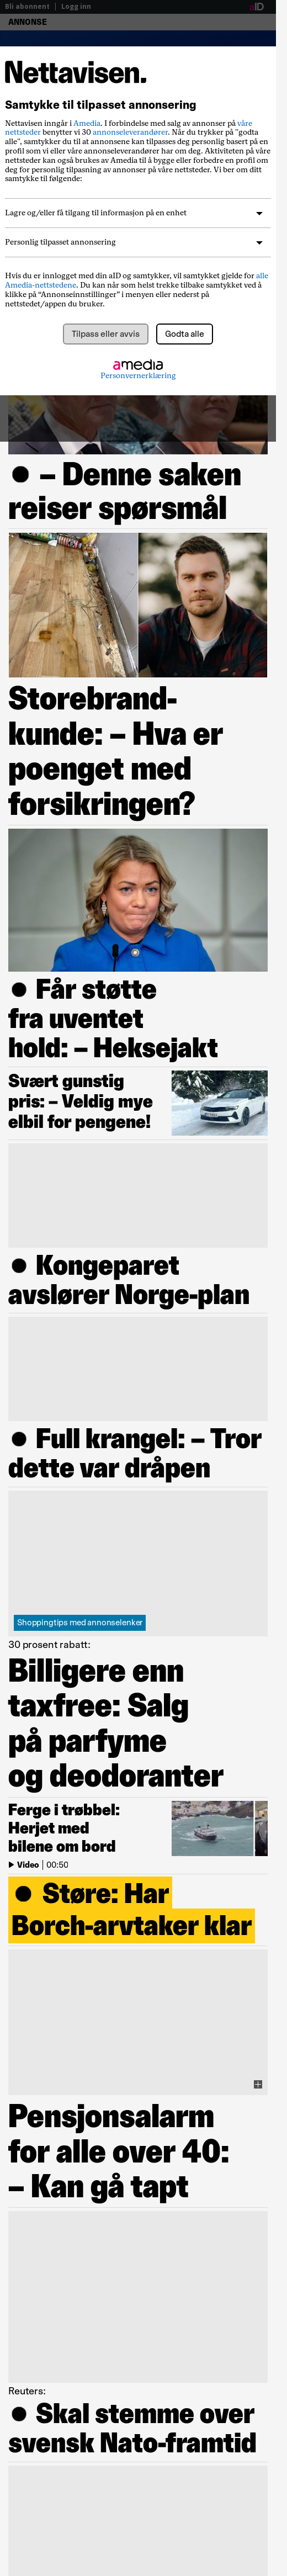 Bli abonnent | Logg inn
aID
ANNONSE
Nettavisen.
Samtykke til tilpasset annonsering
Nettavisen inngår i Amedia. I forbindelse med salg av annonser på våre
nettsteder benytter vi 30 annonseleverandører. Når du trykker på "godta
alle", samtykker du til at annonsene kan tilpasses deg personlig basert på en
profil som vi eller våre annonseleverandører har om deg. Aktiviteten på våre
nettsteder kan også brukes av Amedia til å bygge eller forbedre en profil om
deg for personlig tilpasning av annonser på våre nettsteder. Vi ber om ditt
samtykke til følgende:
Lagre og/eller få tilgang til informasjon på en enhet
Personlig tilpasset annonsering
Hvis du er innlogget med din aID og samtykker, vil samtykket gjelde for alle
Amedia-nettstedene. Du kan når som helst trekke tilbake samtykket ved å
klikke på “Annonseinnstillinger” i menyen eller nederst på
nettstedet/appen du bruker.
Tilpass eller avvis Godta alle
amedia
Personvernerklæring
● – Denne saken
reiser spørsmål
Storebrand-
kunde: – Hva er
poenget med
forsikringen?
● Får støtte
fra uventet
hold: – Heksejakt
Svært gunstig
pris: – Veldig mye
elbil for pengene!
● Kongeparet
avslører Norge-plan
● Full krangel: – Tror
dette var dråpen
Shoppingtips med annonselenker
30 prosent rabatt:
Billigere enn
taxfree: Salg
på parfyme
og deodoranter
Ferge i trøbbel:
Herjet med
bilene om bord
Video | 00:50
● Støre: Har
Borch-arvtaker klar
Pensjonsalarm
for alle over 40:
– Kan gå tapt
Reuters:
● Skal stemme over
svensk Nato-framtid